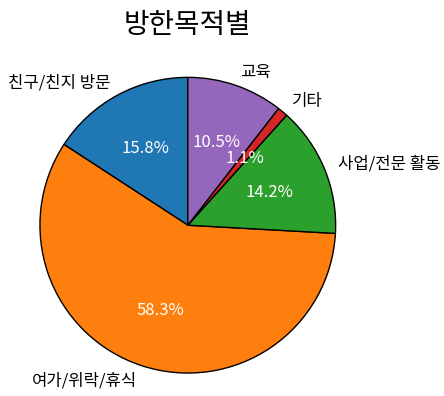 방한목적별
교육
친구/친지 방문
기타
10.5%
15.8%
1.1%
사업/전문 활동
14.2%
58.3%
여가/위락/휴식